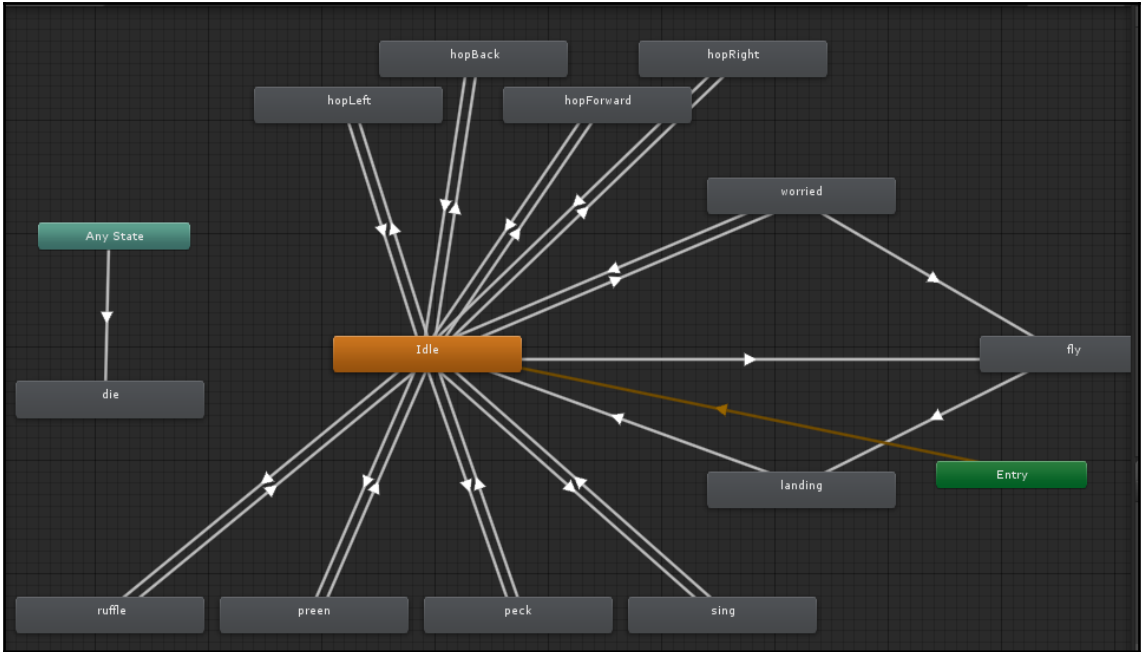 hopBack
hopRight
hopLeft
hopForward
worried
Any State
Idle
fly
die
landing
Entry
ruffle
preen
peck
sing